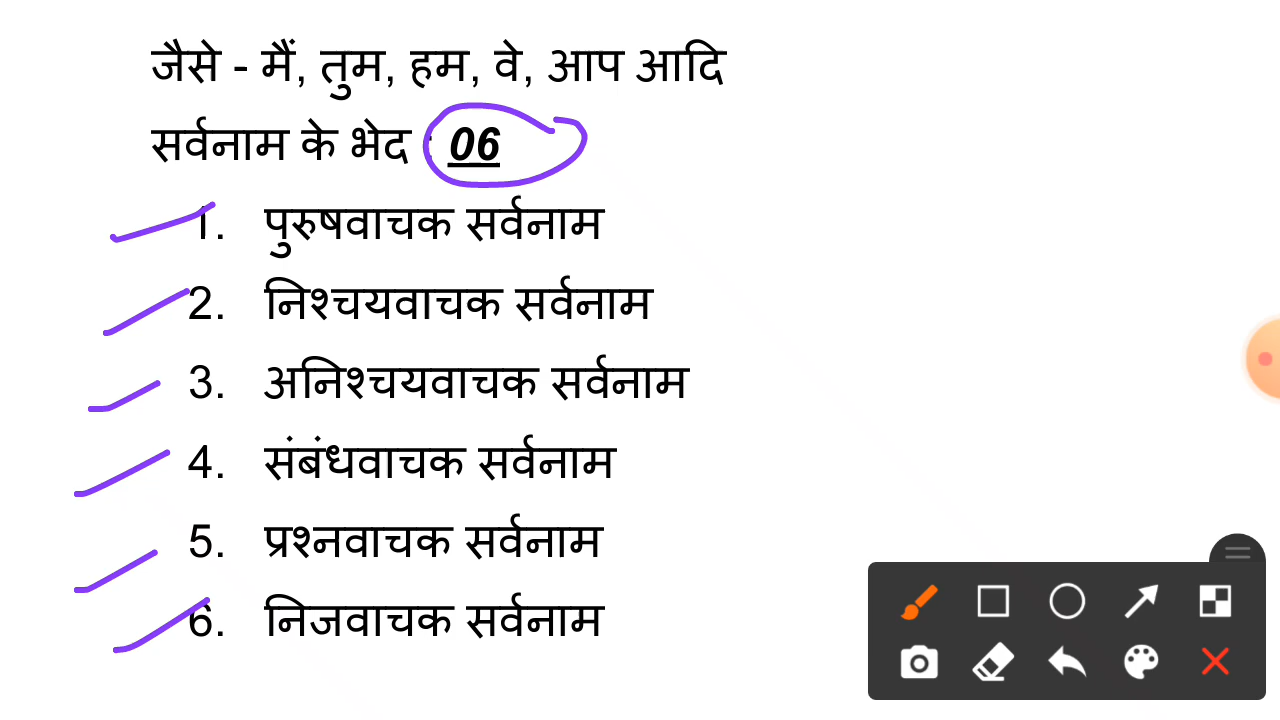 जैसे - मैं, तुम, हम, वे, आप आदि
सर्वनाम के भेद : 06
1. पुरुषवाचक सर्वनाम
2. निश्चयवाचक सर्वनाम
3. अनिश्चयवाचक सर्वनाम
4. संबंधवाचक सर्वनाम
5. प्रश्नवाचक सर्वनाम
6. निजवाचक सर्वनाम